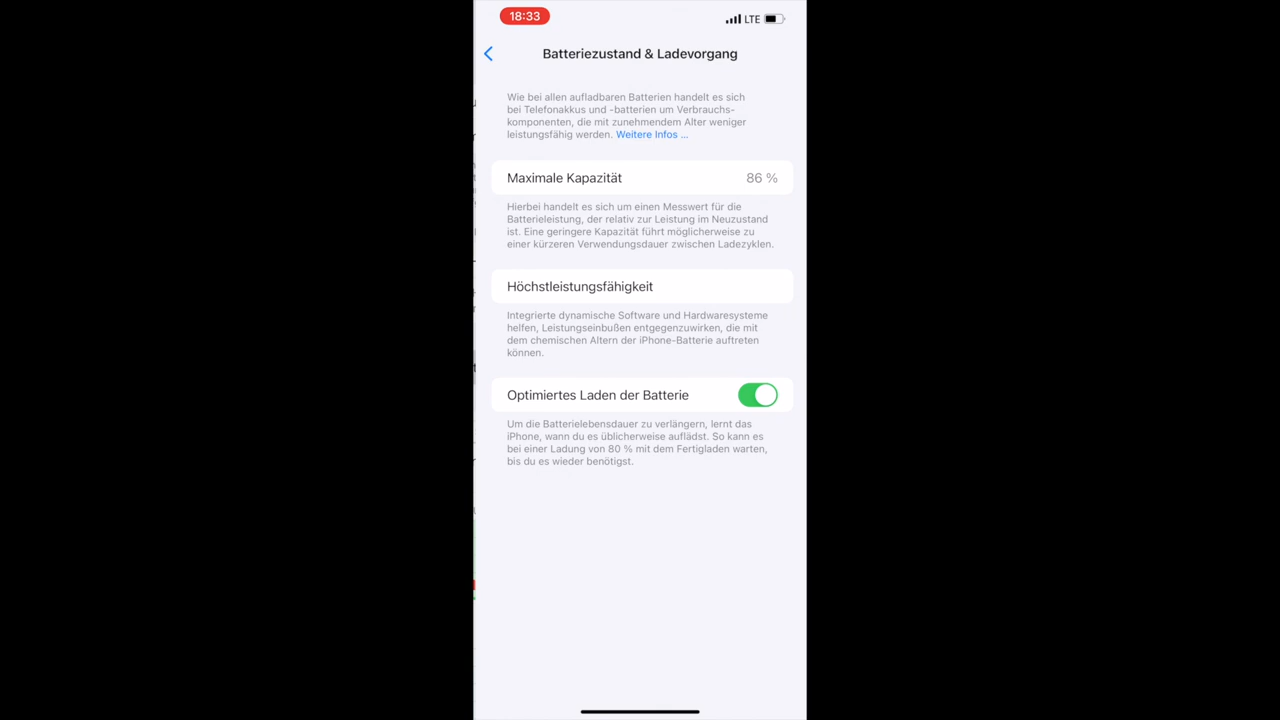 18:33
LTE
Batteriezustand & Ladevorgang
Wie bei allen aufladbaren Batterien handelt es sich
bei Telefonakkus und -batterien um Verbrauchs-
komponenten, die mit zunehmendem Alter weniger
leistungsfähig werden. Weitere Infos ...
Maximale Kapazität 86 %
Hierbei handelt es sich um einen Messwert für die
Batterieleistung, der relativ zur Leistung im Neuzustand
ist. Eine geringere Kapazität führt möglicherweise zu
einer kürzeren Verwendungsdauer zwischen Ladezyklen.
Höchstleistungsfähigkeit
Integrierte dynamische Software und Hardwaresysteme
helfen, Leistungseinbußen entgegenzuwirken, die mit
dem chemischen Altern der iPhone-Batterie auftreten
können.
Optimiertes Laden der Batterie
Um die Batterielebensdauer zu verlängern, lernt das
iPhone, wann du es üblicherweise auflädst. So kann es
bei einer Ladung von 80 % mit dem Fertigladen warten,
bis du es wieder benötigst.